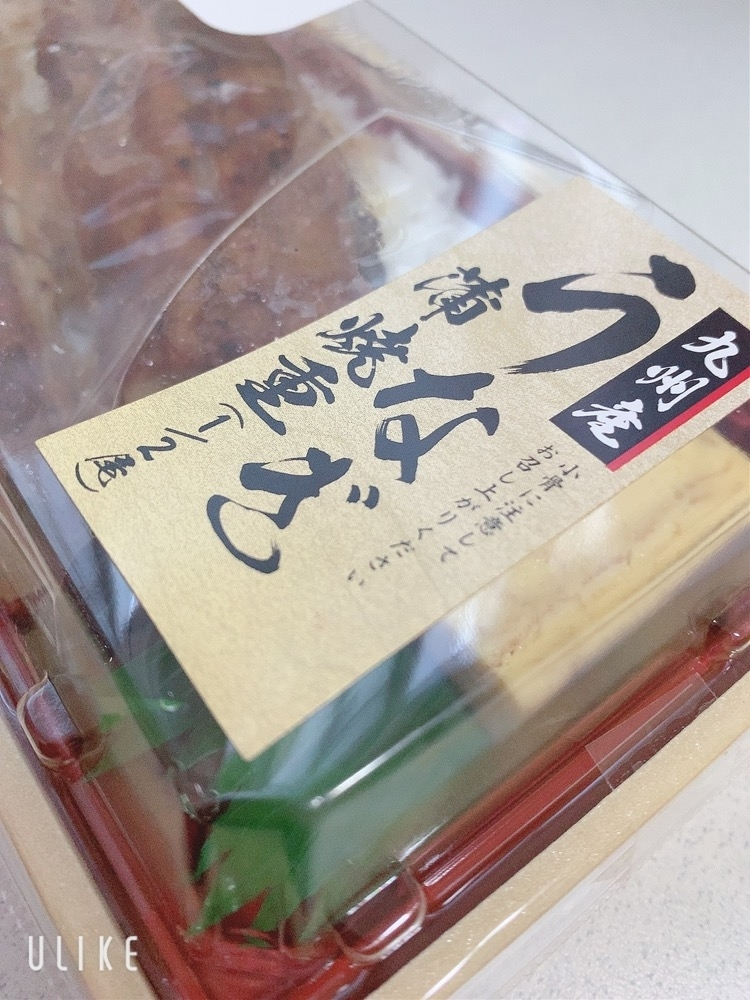 九州産
うなぎ
蒲焼重(1/2尾)
小骨に注意して
お召し上がりください
ULIKE